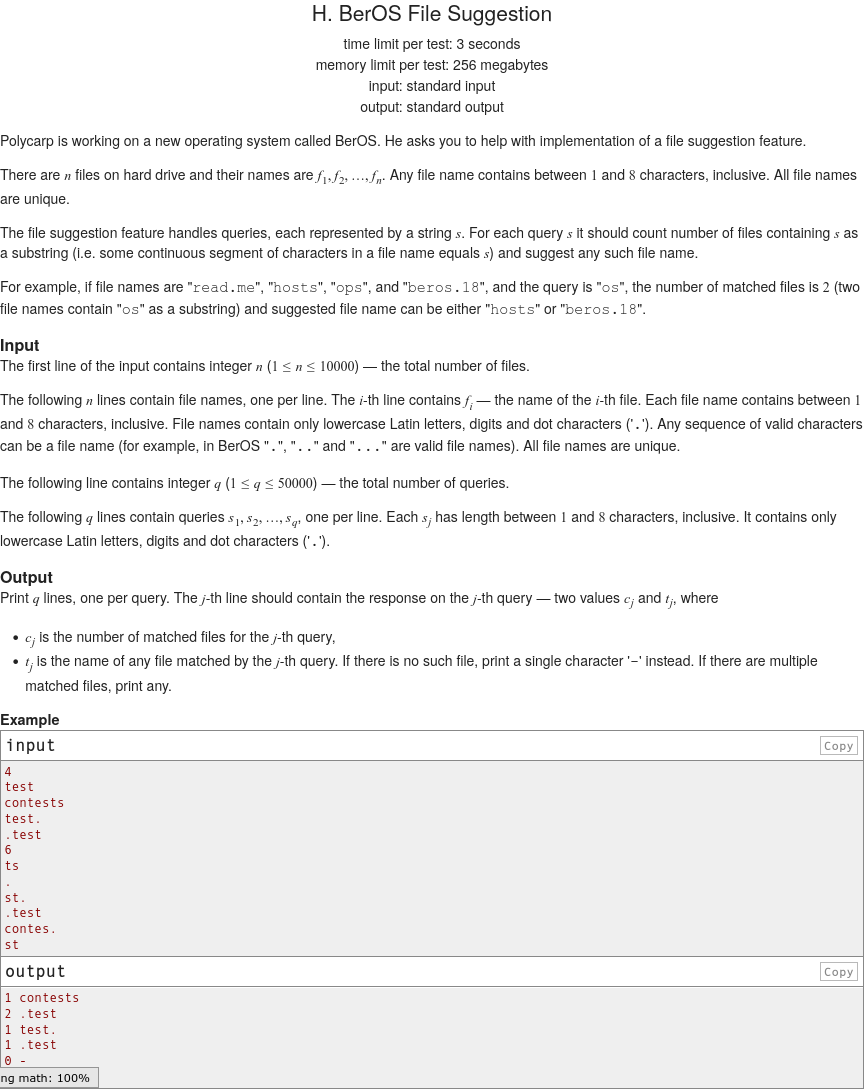 H. BerOS File Suggestion
time limit per test: 3 seconds
memory limit per test: 256 megabytes
input: standard input
output: standard output
Polycarp is working on a new operating system called BerOS. He asks you to help with implementation of a file suggestion feature.
There are n files on hard drive and their names are f1, f2, …, fn. Any file name contains between 1 and 8 characters, inclusive. All file names
are unique.
The file suggestion feature handles queries, each represented by a string s. For each query s it should count number of files containing s as
a substring (i.e. some continuous segment of characters in a file name equals s) and suggest any such file name.
For example, if file names are "read.me", "hosts", "ops", and "beros.18", and the query is "os", the number of matched files is 2 (two
file names contain "os" as a substring) and suggested file name can be either "hosts" or "beros.18".
Input
The first line of the input contains integer n (1 ≤ n ≤ 10000) — the total number of files.
The following n lines contain file names, one per line. The i-th line contains fi — the name of the i-th file. Each file name contains between 1
and 8 characters, inclusive. File names contain only lowercase Latin letters, digits and dot characters ('.'). Any sequence of valid characters
can be a file name (for example, in BerOS ".", ".." and "..." are valid file names). All file names are unique.
The following line contains integer q (1 ≤ q ≤ 50000) — the total number of queries.
The following q lines contain queries s1, s2, …, sq, one per line. Each sj has length between 1 and 8 characters, inclusive. It contains only
lowercase Latin letters, digits and dot characters ('.').
Output
Print q lines, one per query. The j-th line should contain the response on the j-th query — two values cj and tj, where
• cj is the number of matched files for the j-th query,
• tj is the name of any file matched by the j-th query. If there is no such file, print a single character '-' instead. If there are multiple
matched files, print any.
Example
input
Copy
4
test
contests
test.
.test
6
ts
.
st.
.test
contes.
st
output
Copy
1 contests
2 .test
1 test.
1 .test
0 -
ng math: 100%